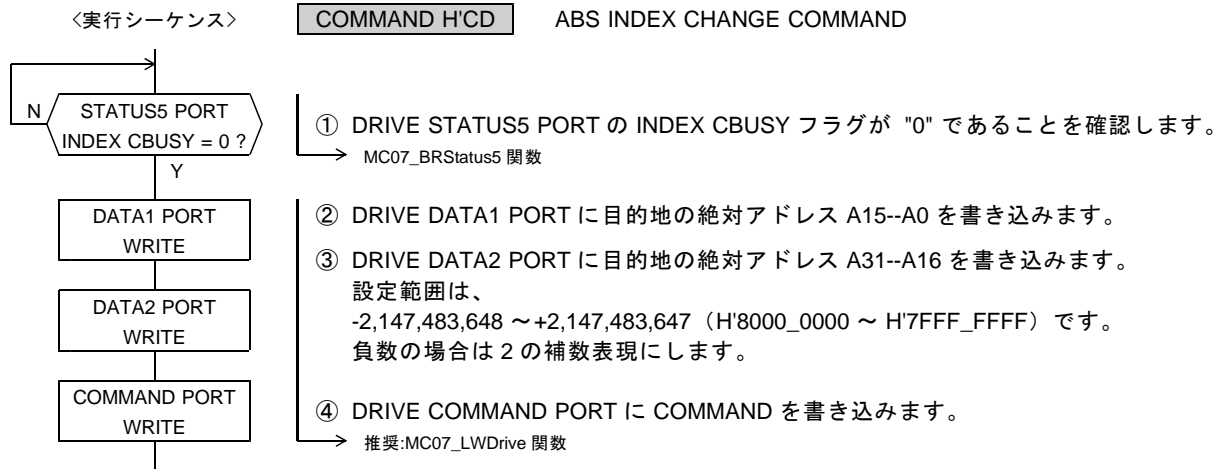 〈実行シーケンス〉 COMMAND H'CD ABS INDEX CHANGE COMMAND
N
STATUS5 PORT
INDEX CBUSY = 0 ?
Y
① DRIVE STATUS5 PORT の INDEX CBUSY フラグが "0" であることを確認します。
MC07_BRStatus5 関数
DATA1 PORT
WRITE
② DRIVE DATA1 PORT に目的地の絶対アドレス A15--A0 を書き込みます。
DATA2 PORT
WRITE
③ DRIVE DATA2 PORT に目的地の絶対アドレス A31--A16 を書き込みます。
設定範囲は、
-2,147,483,648 ～+2,147,483,647（H'8000_0000 ～ H'7FFF_FFFF）です。
負数の場合は 2 の補数表現にします。
COMMAND PORT
WRITE
④ DRIVE COMMAND PORT に COMMAND を書き込みます。
推奨:MC07_LWDrive 関数